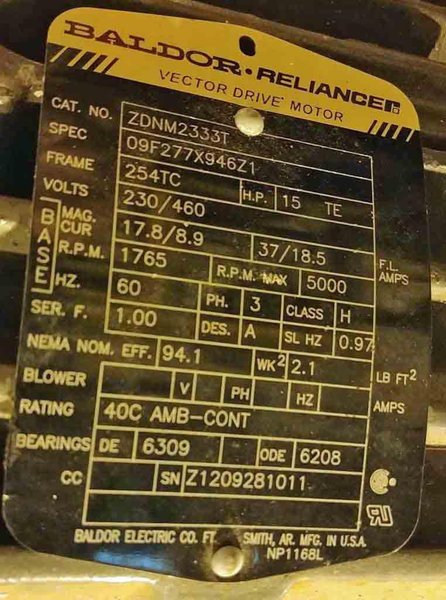 BALDOR·RELIANCER
VECTOR DRIVE MOTOR
CAT. NO. ZDNM2333T
SPEC 09F277X946Z1
FRAME 254TC H.P. 15 TE
VOLTS 230/460
BASE
MAG. CUR 17.8/8.9 37/18.5 F.L. AMPS
R.P.M. 1765 R.P.M. MAX 5000
HZ. 60 PH. 3 CLASS H
SER. F. 1.00 DES. A SL HZ 0.97
NEMA NOM. EFF. 94.1 WK² 2.1 LB FT²
BLOWER V PH HZ AMPS
RATING 40C AMB-CONT
BEARINGS DE 6309 ODE 6208
CC SN Z1209281011
BALDOR ELECTRIC CO. FT. SMITH, AR. MFG. IN U.S.A.
NP1168L